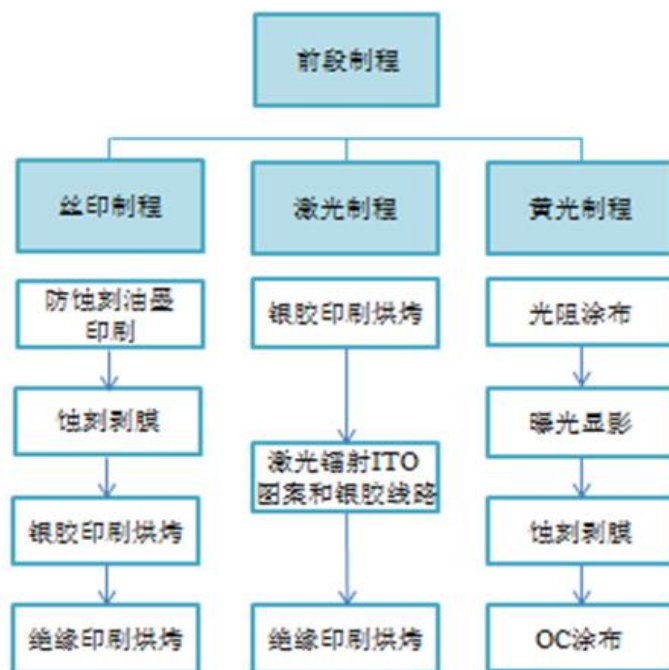 前段制程
丝印制程
激光制程
黄光制程
防蚀刻油墨
印刷
银胶印刷烘烤
光阻涂布
蚀刻剥膜
曝光显影
激光镭射ITO
图案和银胶线路
银胶印刷烘烤
蚀刻剥膜
绝缘印刷烘烤
绝缘印刷烘烤
OC涂布